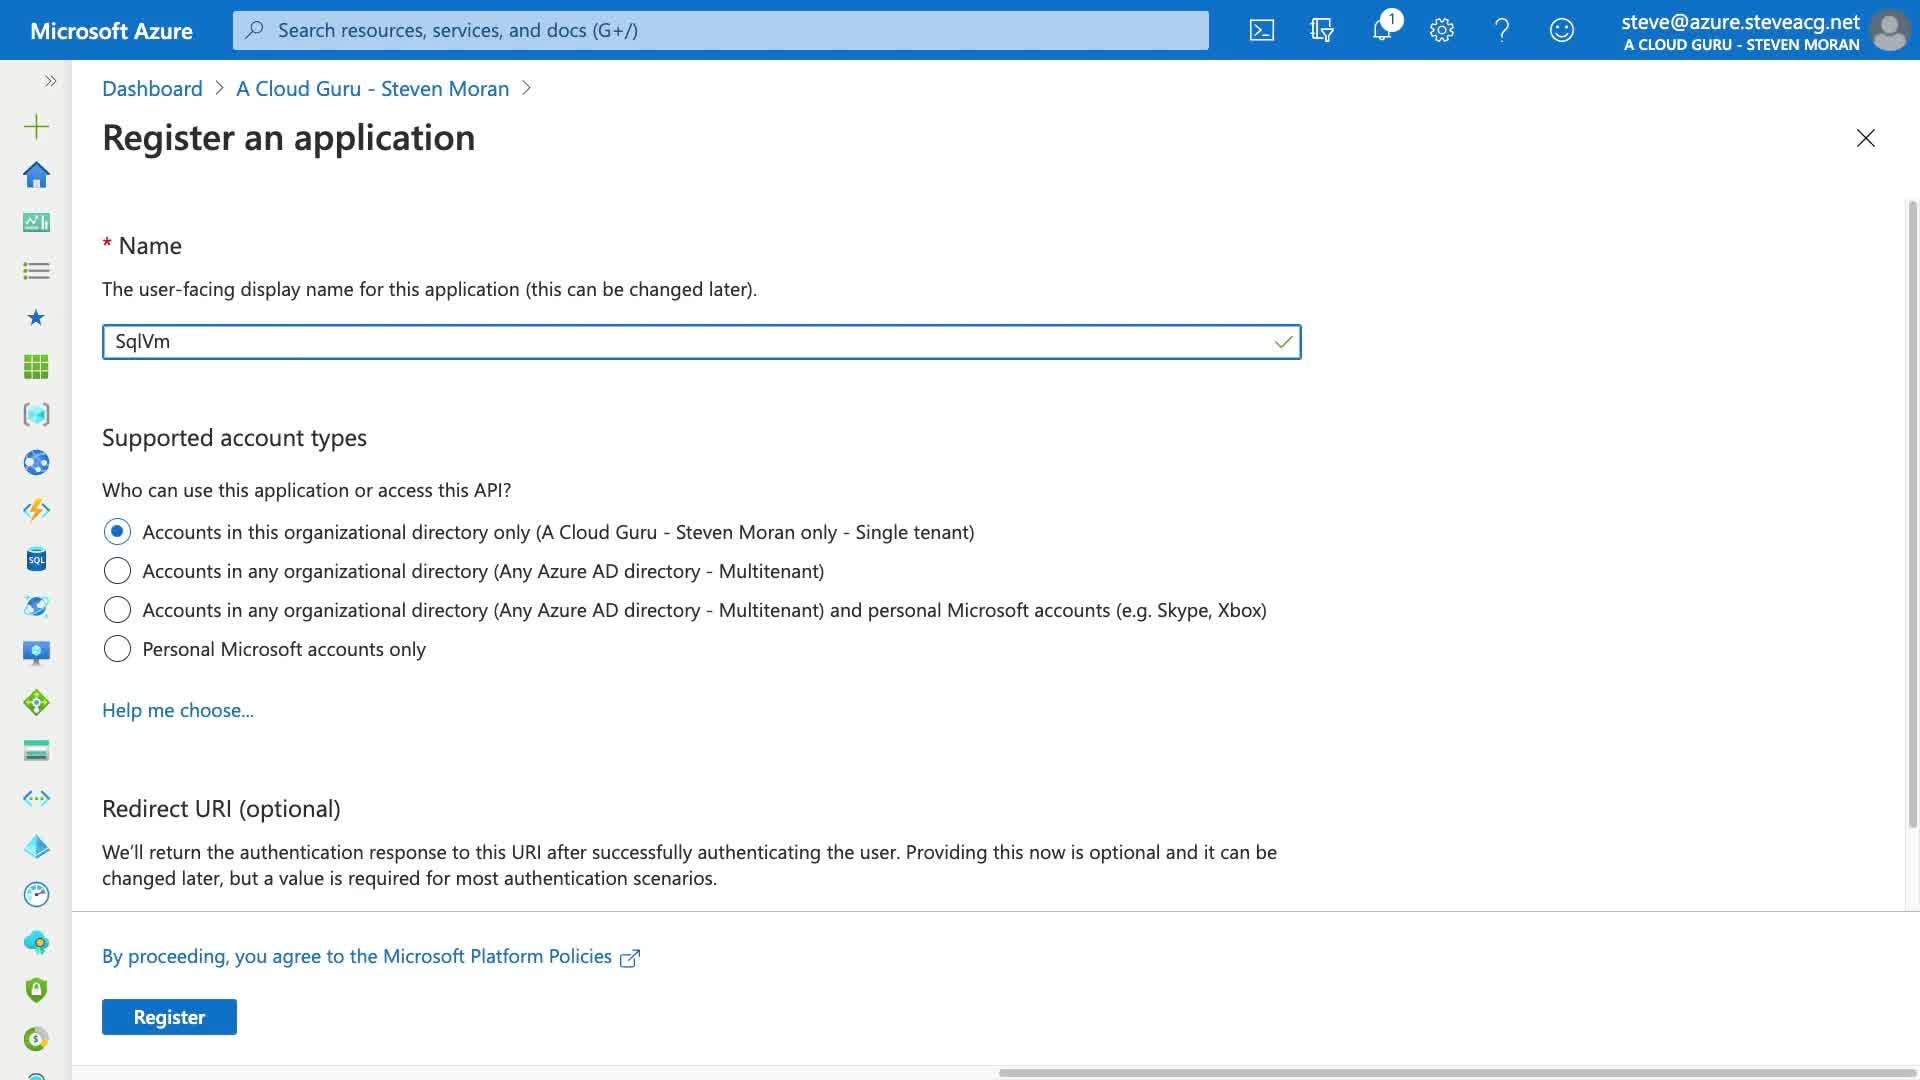 Microsoft Azure
Search resources, services, and docs (G+/)
1
steve@azure.steveacg.net
A CLOUD GURU - STEVEN MORAN
Dashboard > A Cloud Guru - Steven Moran >
Register an application
* Name
The user-facing display name for this application (this can be changed later).
SqlVm
Supported account types
Who can use this application or access this API?
Accounts in this organizational directory only (A Cloud Guru - Steven Moran only - Single tenant)
Accounts in any organizational directory (Any Azure AD directory - Multitenant)
Accounts in any organizational directory (Any Azure AD directory - Multitenant) and personal Microsoft accounts (e.g. Skype, Xbox)
Personal Microsoft accounts only
Help me choose...
SQL
Redirect URI (optional)
We'll return the authentication response to this URI after successfully authenticating the user. Providing this now is optional and it can be
changed later, but a value is required for most authentication scenarios.
By proceeding, you agree to the Microsoft Platform Policies
Register